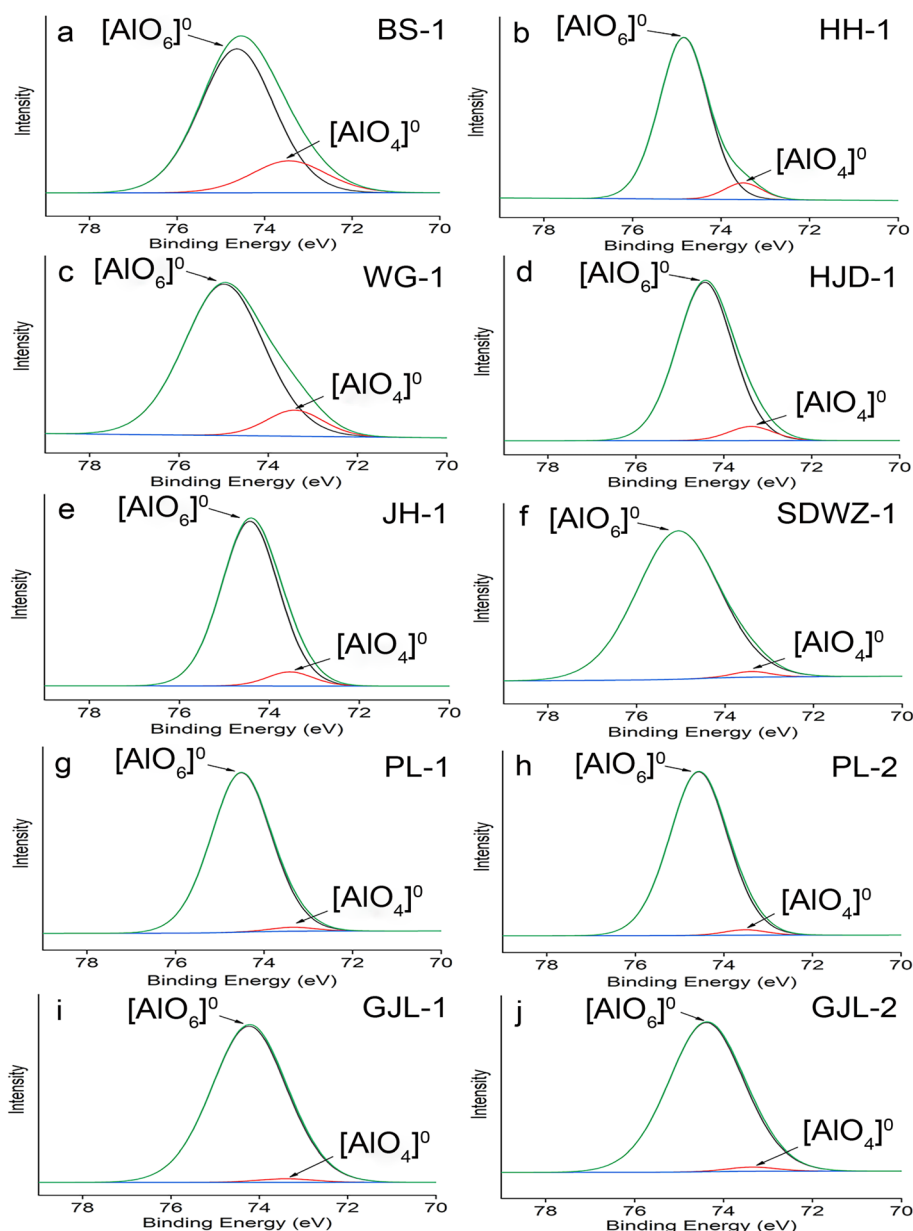 a [AlO6]0 BS-1
[AlO4]0
Intensity
78 76 74 72 70
Binding Energy (eV)
b [AlO6]0 HH-1
[AlO4]0
Intensity
78 76 74 72 70
Binding Energy (eV)
c [AlO6]0 WG-1
[AlO4]0
Intensity
78 76 74 72 70
Binding Energy (eV)
d [AlO6]0 HJD-1
[AlO4]0
Intensity
78 76 74 72 70
Binding Energy (eV)
e [AlO6]0 JH-1
[AlO4]0
Intensity
78 76 74 72 70
Binding Energy (eV)
f [AlO6]0 SDWZ-1
[AlO4]0
Intensity
78 76 74 72 70
Binding Energy (eV)
g [AlO6]0 PL-1
[AlO4]0
Intensity
78 76 74 72 70
Binding Energy (eV)
h [AlO6]0 PL-2
[AlO4]0
Intensity
78 76 74 72 70
Binding Energy (eV)
i [AlO6]0 GJL-1
[AlO4]0
Intensity
78 76 74 72 70
Binding Energy (eV)
j [AlO6]0 GJL-2
[AlO4]0
Intensity
78 76 74 72 70
Binding Energy (eV)